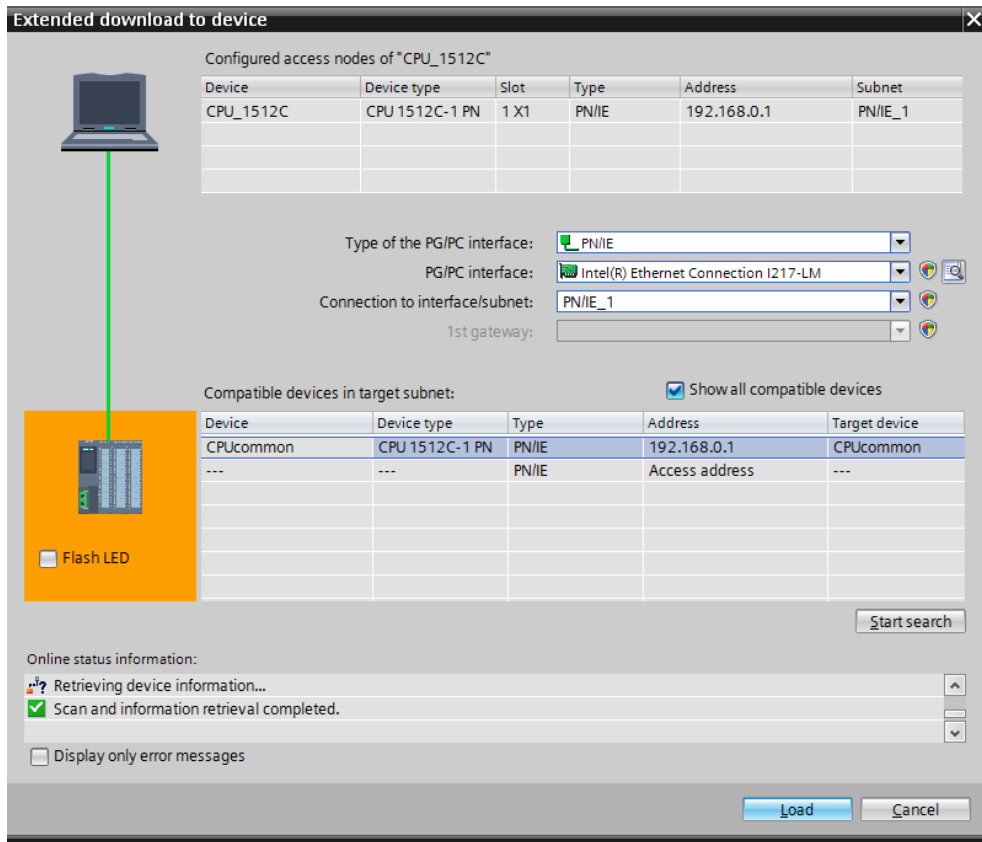 Extended download to device
Configured access nodes of "CPU_1512C"
Device Device type Slot Type Address Subnet
CPU_1512C CPU 1512C-1 PN 1 X1 PN/IE 192.168.0.1 PN/IE_1
Type of the PG/PC interface: PN/IE
PG/PC interface: Intel(R) Ethernet Connection I217-LM
Connection to interface/subnet: PN/IE_1
1st gateway:
Compatible devices in target subnet: Show all compatible devices
Device Device type Type Address Target device
CPUcommon CPU 1512C-1 PN PN/IE 192.168.0.1 CPUcommon
--- --- PN/IE Access address ---
Flash LED
Start search
Online status information:
Retrieving device information...
Scan and information retrieval completed.
Display only error messages
Load Cancel